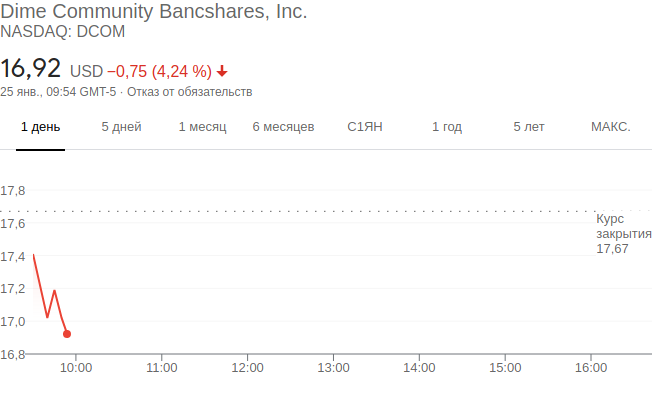 Dime Community Bancshares, Inc.
NASDAQ: DCOM
16,92 USD −0,75 (4,24 %)
25 янв., 09:54 GMT-5 · Отказ от обязательств
1 день 5 дней 1 месяц 6 месяцев С1ЯН 1 год 5 лет МАКС.
17,8
17,6
17,4
17,2
17,0
16,8
Курс
закрытия
17,67
10:00 11:00 12:00 13:00 14:00 15:00 16:00